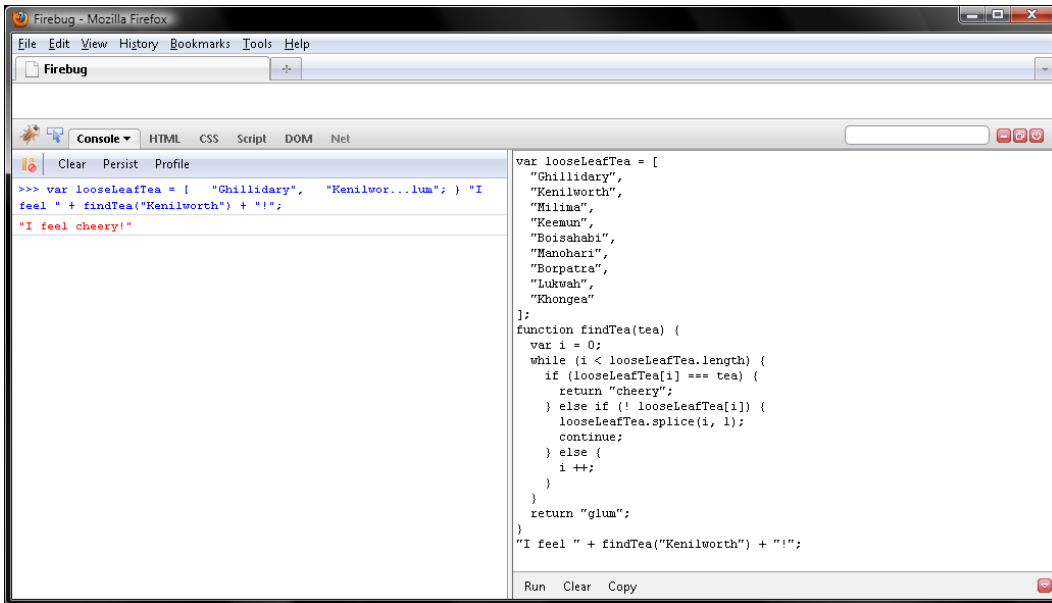 Firebug - Mozilla Firefox
File Edit View History Bookmarks Tools Help
Firebug
Console HTML CSS Script DOM Net
Clear Persist Profile
>>> var looseLeafTea = [ "Ghillidary", "Kenilwor...lum"; } "I
feel " + findTea("Kenilworth") + "!";
"I feel cheery!"
var looseLeafTea = [
"Ghillidary",
"Kenilworth",
"Milima",
"Keemun",
"Boisahabi",
"Manohari",
"Borpatra",
"Lukwah",
"Khongea"
];
function findTea(tea) {
var i = 0;
while (i < looseLeafTea.length) {
if (looseLeafTea[i] === tea) {
return "cheery";
} else if (! looseLeafTea[i]) {
looseLeafTea.splice(i, 1);
continue;
} else {
i ++;
}
}
return "glum";
}
"I feel " + findTea("Kenilworth") + "!";
Run Clear Copy